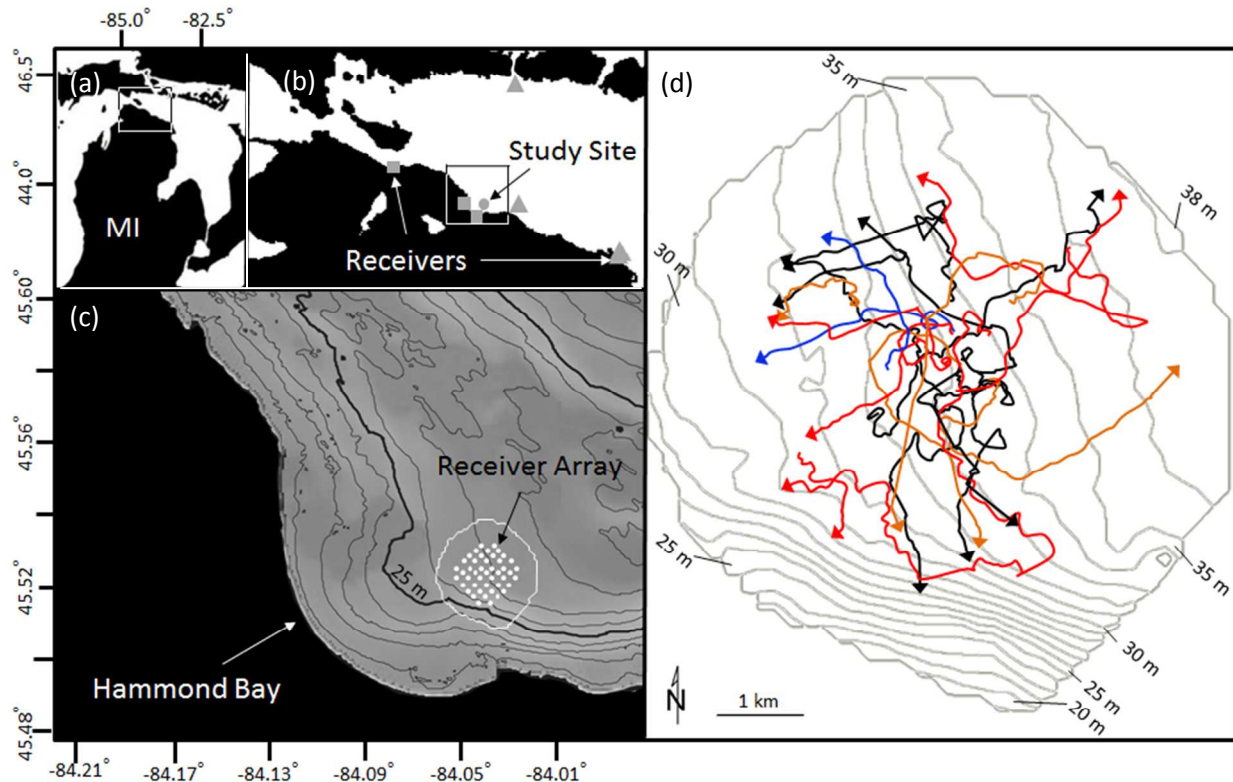 -85.0°
-82.5°
46.5°
44.0°
(a)
MI
(b)
Study Site
Receivers
45.60
45.56
45.52
45.48
(c)
Receiver Array
25 m
Hammond Bay
-84.21
-84.17
-84.13
-84.09
-84.05
-84.01
(d)
35 m
38 m
30 m
25 m
35 m
30 m
25 m
20 m
N
1 km